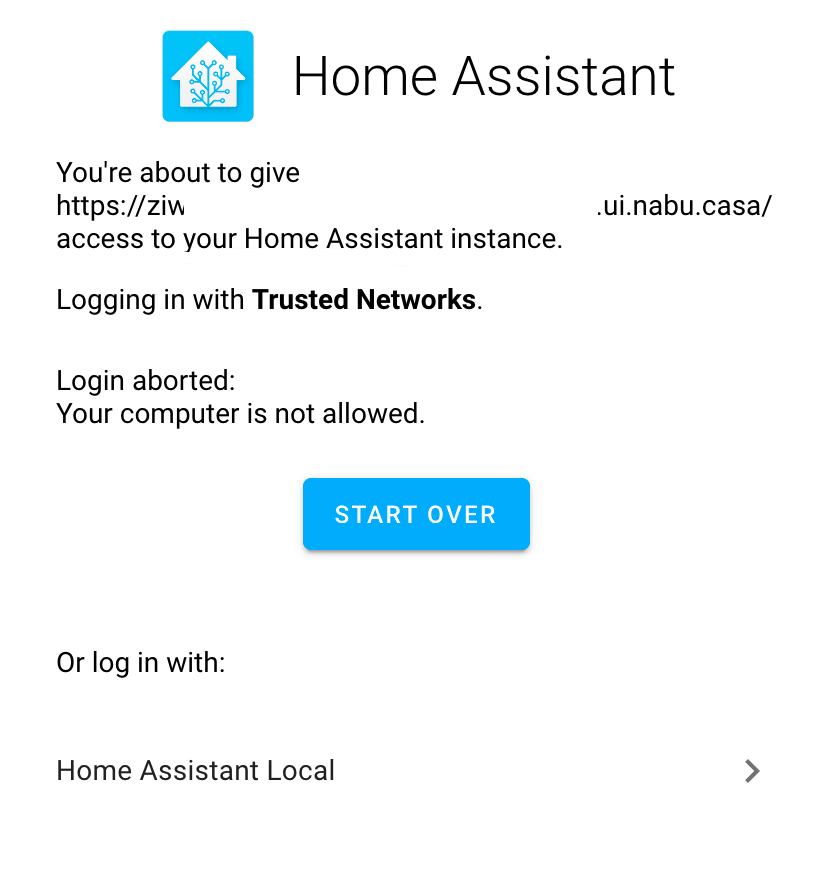 Home Assistant
You're about to give
https://ziw .ui.nabu.casa/
access to your Home Assistant instance.
Logging in with Trusted Networks.
Login aborted:
Your computer is not allowed.
START OVER
Or log in with:
Home Assistant Local